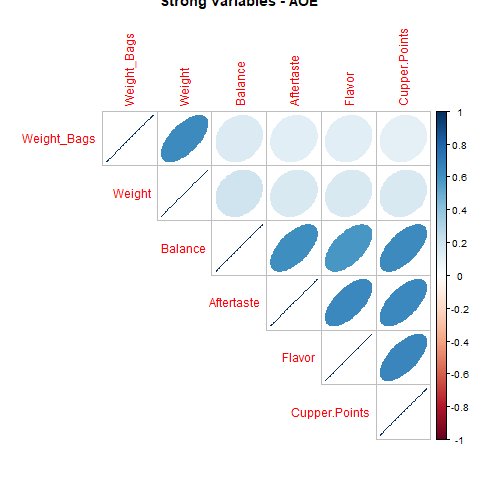 Strong Variables - AOE
Weight_Bags
Weight
Balance
Aftertaste
Flavor
Cupper.Points
Weight_Bags
Weight
Balance
Aftertaste
Flavor
Cupper.Points
1
0.8
0.6
0.4
0.2
0
-0.2
-0.4
-0.6
-0.8
-1